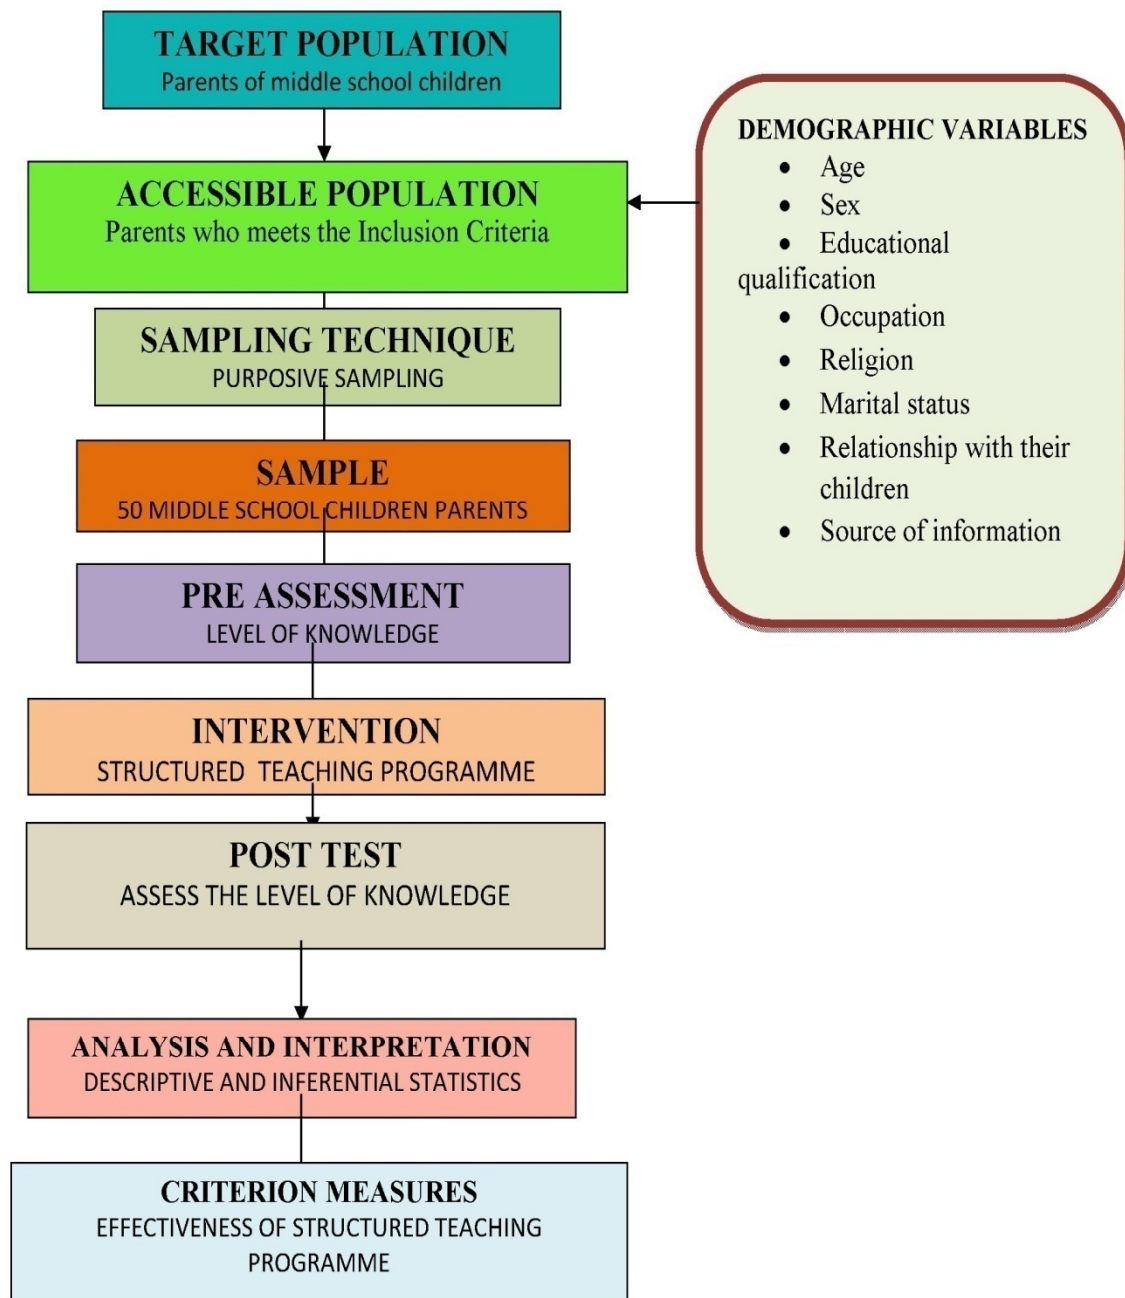 TARGET POPULATION
Parents of middle school children
ACCESSIBLE POPULATION
Parents who meets the Inclusion Criteria
SAMPLING TECHNIQUE
PURPOSIVE SAMPLING
SAMPLE
50 MIDDLE SCHOOL CHILDREN PARENTS
PRE ASSESSMENT
LEVEL OF KNOWLEDGE
INTERVENTION
STRUCTURED TEACHING PROGRAMME
POST TEST
ASSESS THE LEVEL OF KNOWLEDGE
ANALYSIS AND INTERPRETATION
DESCRIPTIVE AND INFERENTIAL STATISTICS
CRITERION MEASURES
EFFECTIVENESS OF STRUCTURED TEACHING
PROGRAMME
DEMOGRAPHIC VARIABLES
• Age
• Sex
• Educational
qualification
• Occupation
• Religion
• Marital status
• Relationship with their
children
• Source of information